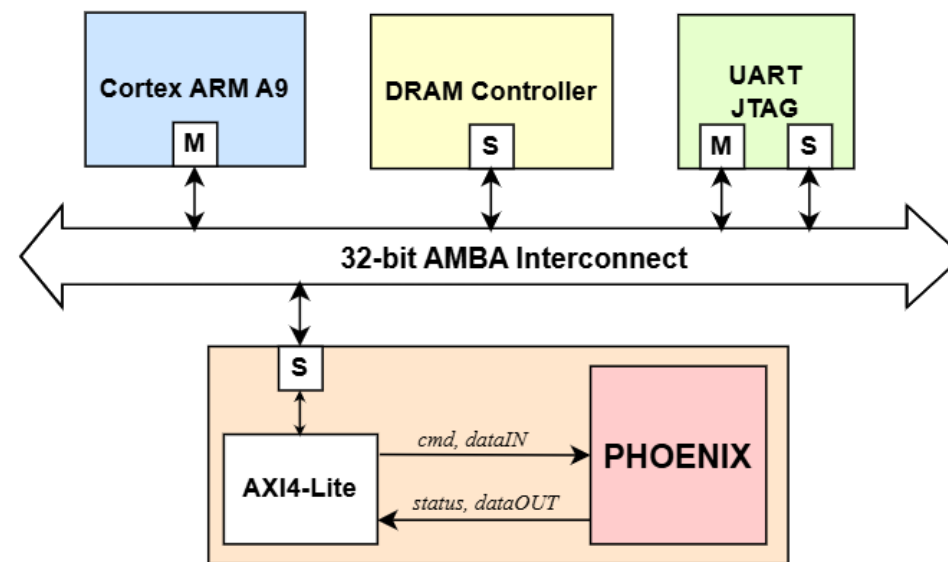 Cortex ARM A9
M
DRAM Controller
S
UART
JTAG
M
S
32-bit AMBA Interconnect
S
AXI4-Lite
cmd, dataIN
status, dataOUT
PHOENIX